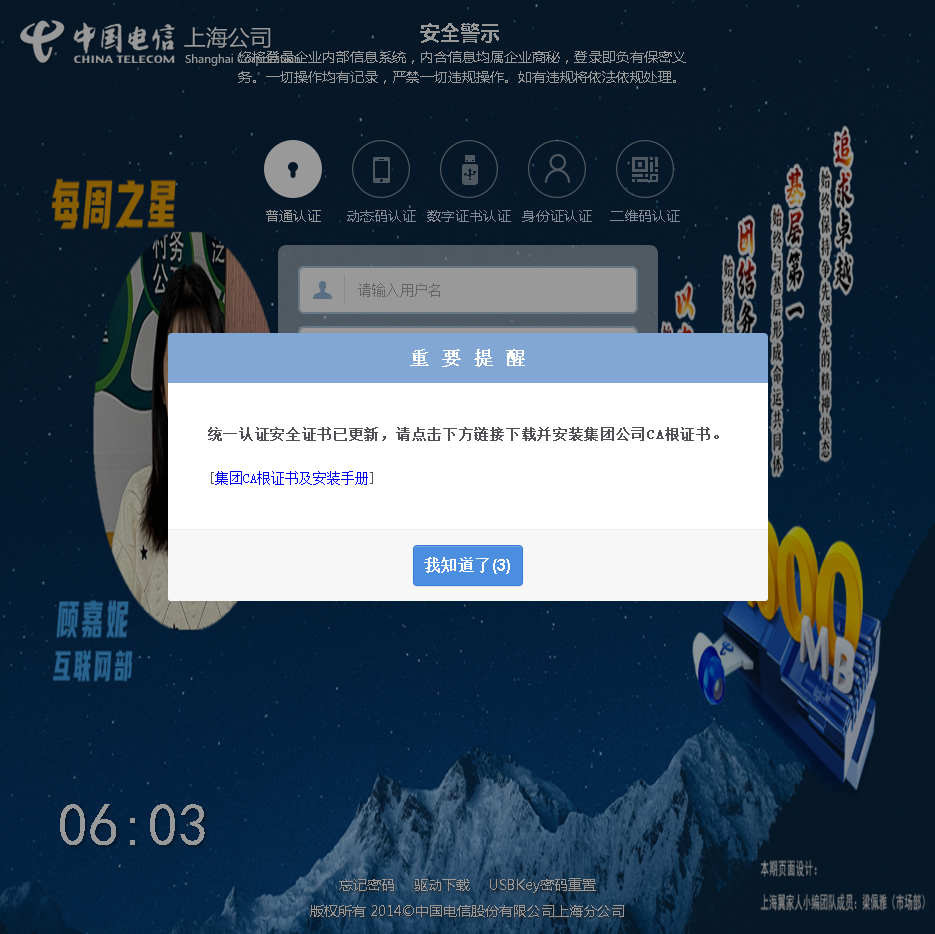 中国电信
CHINA TELECOM
上海公司
Shanghai
安全警示
您将登录企业内部信息系统，内含信息均属企业商秘，登录即负有保密义
务。一切操作均有记录，严禁一切违规操作。如有违规将依法依规处理。
普通认证
动态码认证
数字证书认证
身份证认证
二维码认证
每周之星
请输入用户名
追求卓越
始终保持争先领先的精神状态
基层第一
始终与基层形成命运共同体
团结务
始终践
以
重 要 提 醒
统一认证安全证书已更新，请点击下方链接下载并安装集团公司CA根证书。
[集团CA根证书及安装手册]
我知道了(3)
顾嘉妮
互联网部
000
MB
06:03
忘记密码
驱动下载
USBKey密码重置
版权所有 2014©中国电信股份有限公司上海分公司
本期页面设计：
上海翼家人小编团队成员：梁佩雅（市场部）